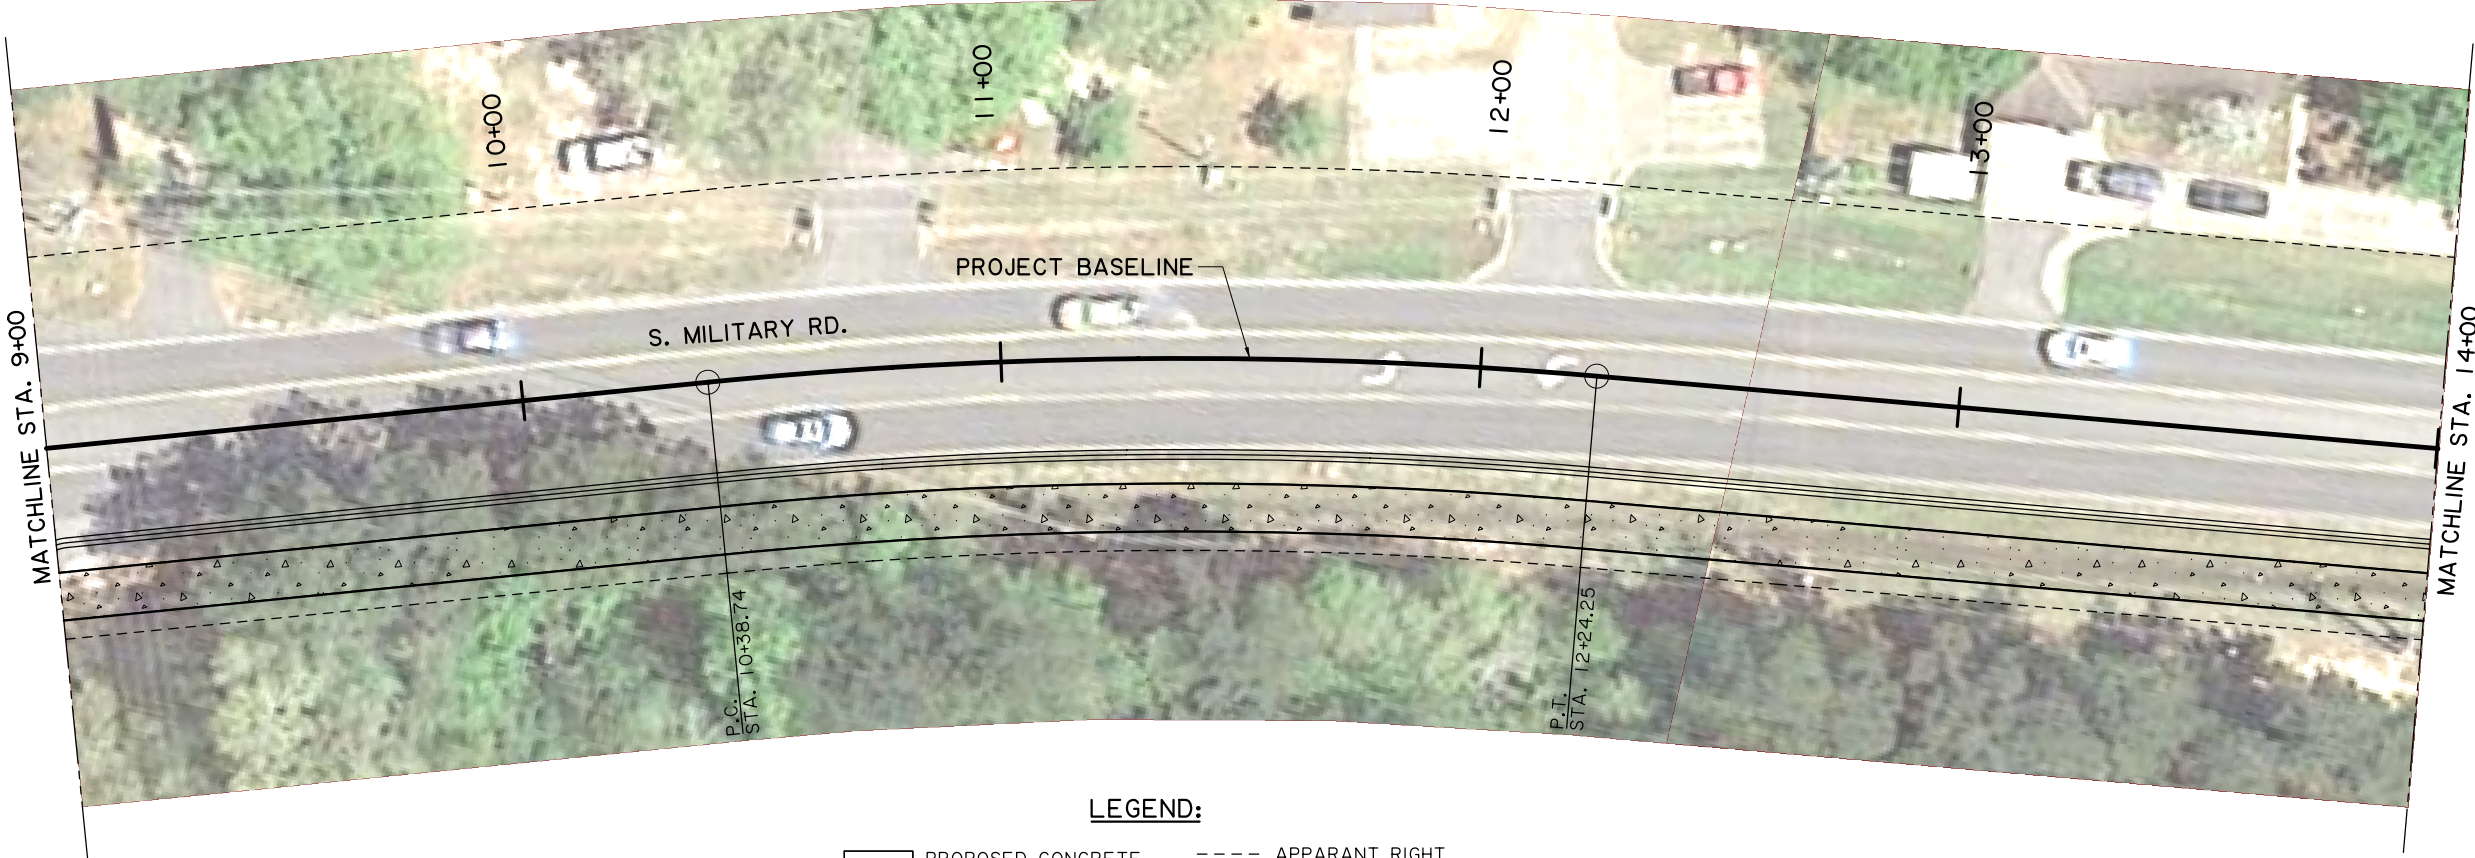 10+00
11+00
12+00
13+00
PROJECT BASELINE
S. MILITARY RD.
MATCHLINE STA. 9+00
MATCHLINE STA. 14+00
P.C.
STA. 10+38.74
P.T.
STA. 12+24.25
LEGEND:
PROPOSED CONCRETE
APPARANT RIGHT